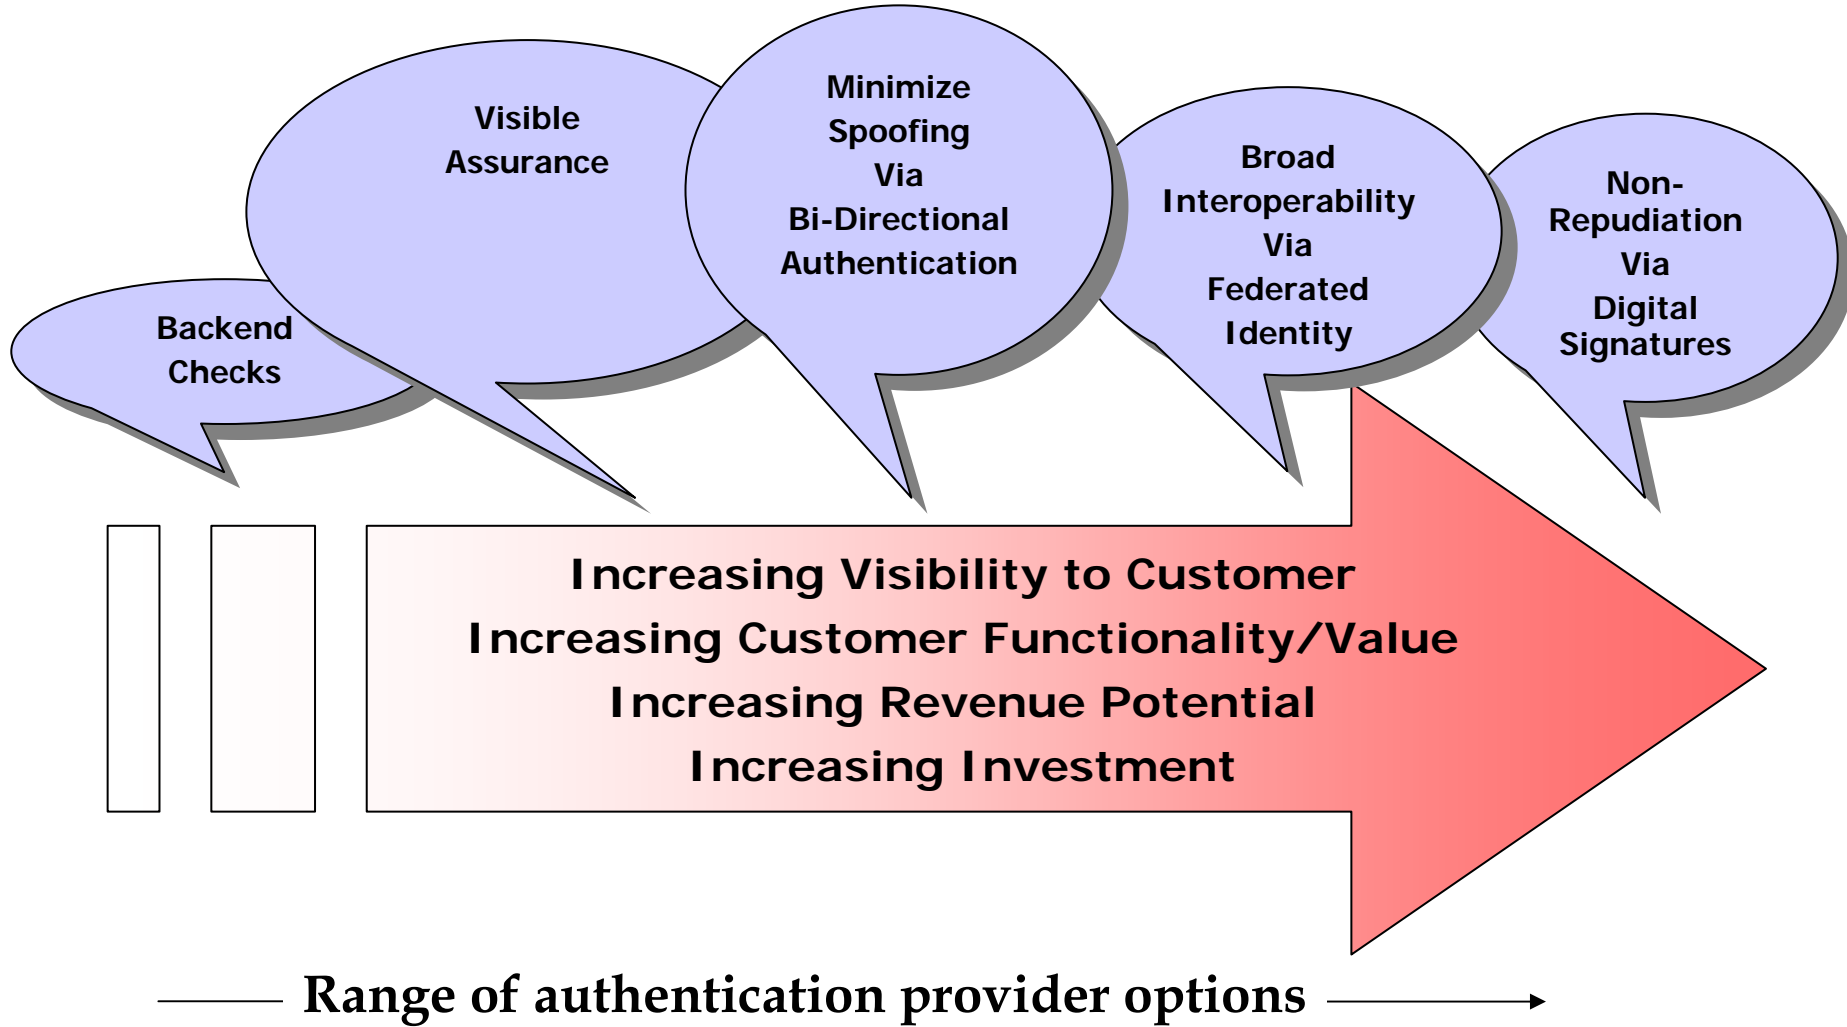 Backend
Checks
Visible
Assurance
Minimize
Spoofing
Via
Bi-Directional
Authentication
Broad
Interoperability
Via
Federated
Identity
Non-
Repudiation
Via
Digital
Signatures
Increasing Visibility to Customer
Increasing Customer Functionality/Value
Increasing Revenue Potential
Increasing Investment
Range of authentication provider options